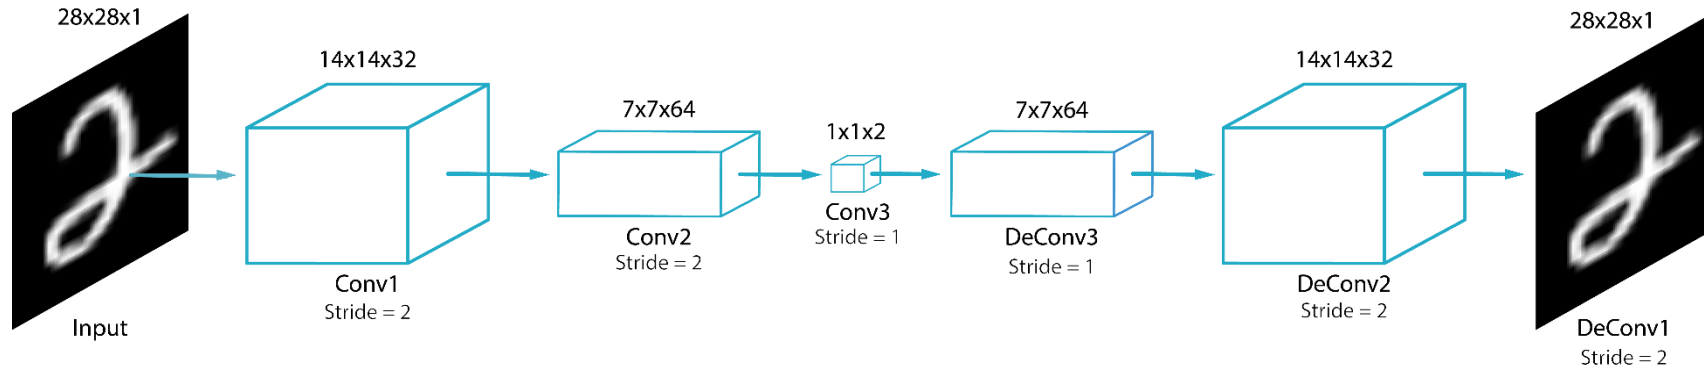 28x28x1
Input
14x14x32
Conv1
Stride = 2
7x7x64
Conv2
Stride = 2
1x1x2
Conv3
Stride = 1
7x7x64
DeConv3
Stride = 1
14x14x32
DeConv2
Stride = 2
28x28x1
DeConv1
Stride = 2